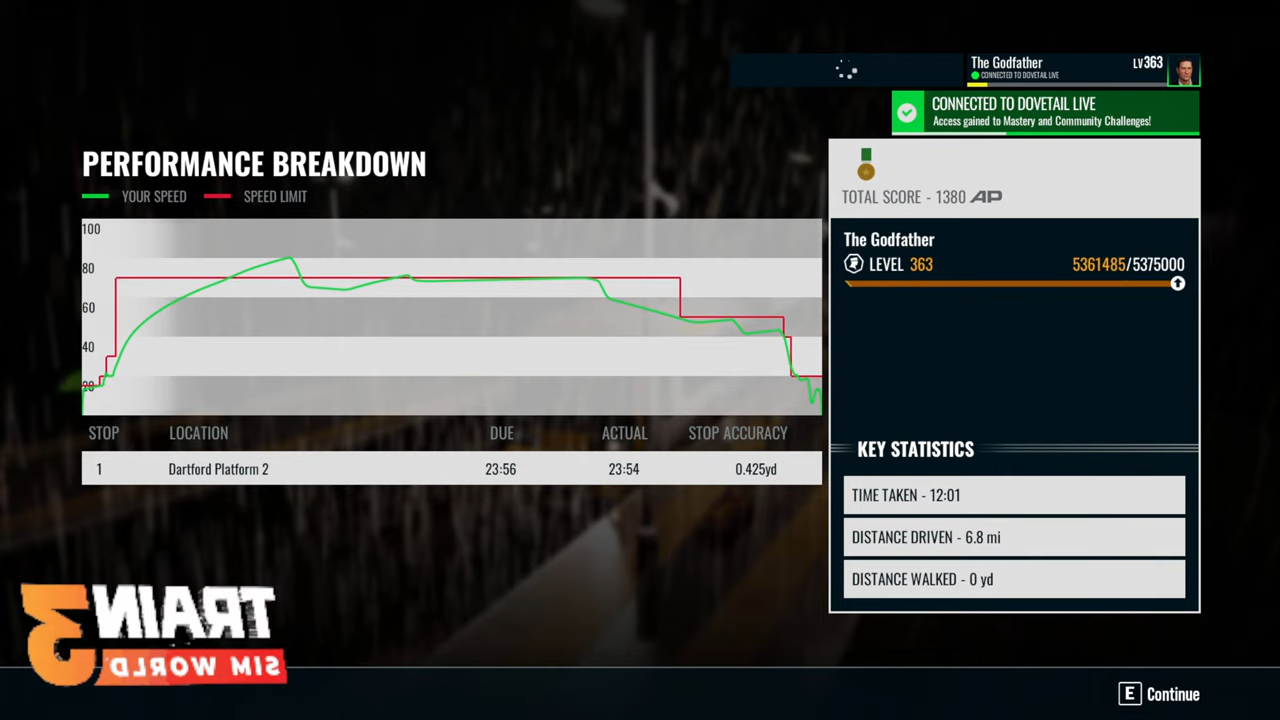 The Godfather
LV363
CONNECTED TO DOVETAIL LIVE
CONNECTED TO DOVETAIL LIVE
Access gained to Mastery and Community Challenges!
PERFORMANCE BREAKDOWN
YOUR SPEED
SPEED LIMIT
100
80
60
40
20
STOP LOCATION DUE ACTUAL STOP ACCURACY
1 Dartford Platform 2 23:56 23:54 0.425yd
TOTAL SCORE - 1380 AP
The Godfather
LEVEL 363 5361485/5375000
KEY STATISTICS
TIME TAKEN - 12:01
DISTANCE DRIVEN - 6.8 mi
DISTANCE WALKED - 0 yd
TRAIN
SIM WORLD
3
E Continue